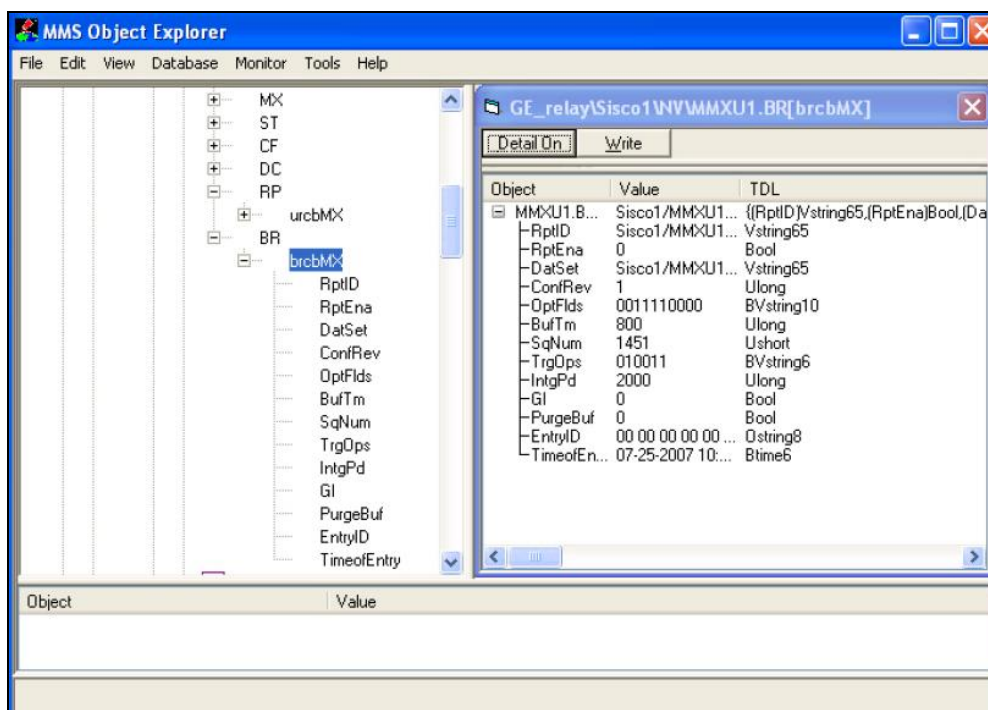 MMS Object Explorer
File Edit View Database Monitor Tools Help
MX
ST
CF
DC
RP
urcbMX
BR
brcbMX
RptID
RptEna
DatSet
ConfRev
OptFlds
BufTm
SqNum
TrgOps
IntgPd
GI
PurgeBuf
EntryID
TimeofEntry
GE_relay\Sisco1\NV\MMXU1.BR[brcbMX]
Detail On Write
Object Value TDL
MMXU1.B... Sisco1/MMXU1... {(RptID)Vstring65,(RptEna)Bool,(Da
RptID Sisco1/MMXU1... Vstring65
RptEna 0 Bool
DatSet Sisco1/MMXU1... Vstring65
ConfRev 1 Ulong
OptFlds 0011110000 BVstring10
BufTm 800 Ulong
SqNum 1451 Ushort
TrgOps 010011 BVstring6
IntgPd 2000 Ulong
GI 0 Bool
PurgeBuf 0 Bool
EntryID 00 00 00 00 00 ... Ostring8
TimeofEn... 07-25-2007 10:... Btime6
Object Value